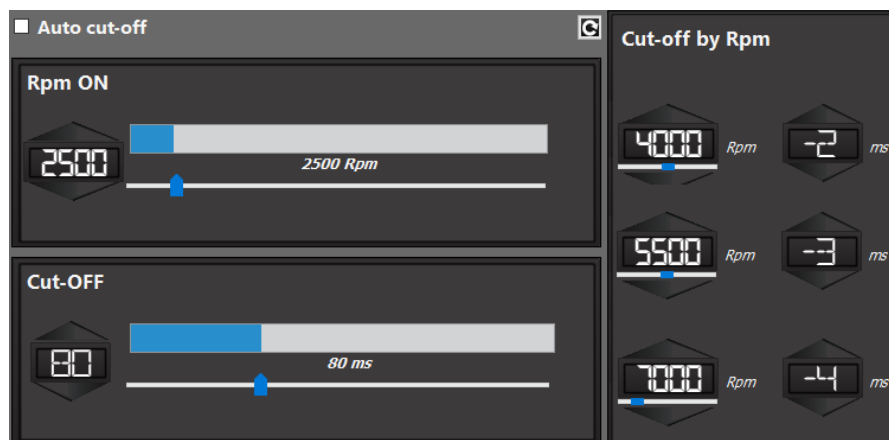 Auto cut-off
Rpm ON
2500
2500 Rpm
Cut-OFF
80
80 ms
Cut-off by Rpm
4000 Rpm -2 ms
5500 Rpm -3 ms
7000 Rpm -4 ms